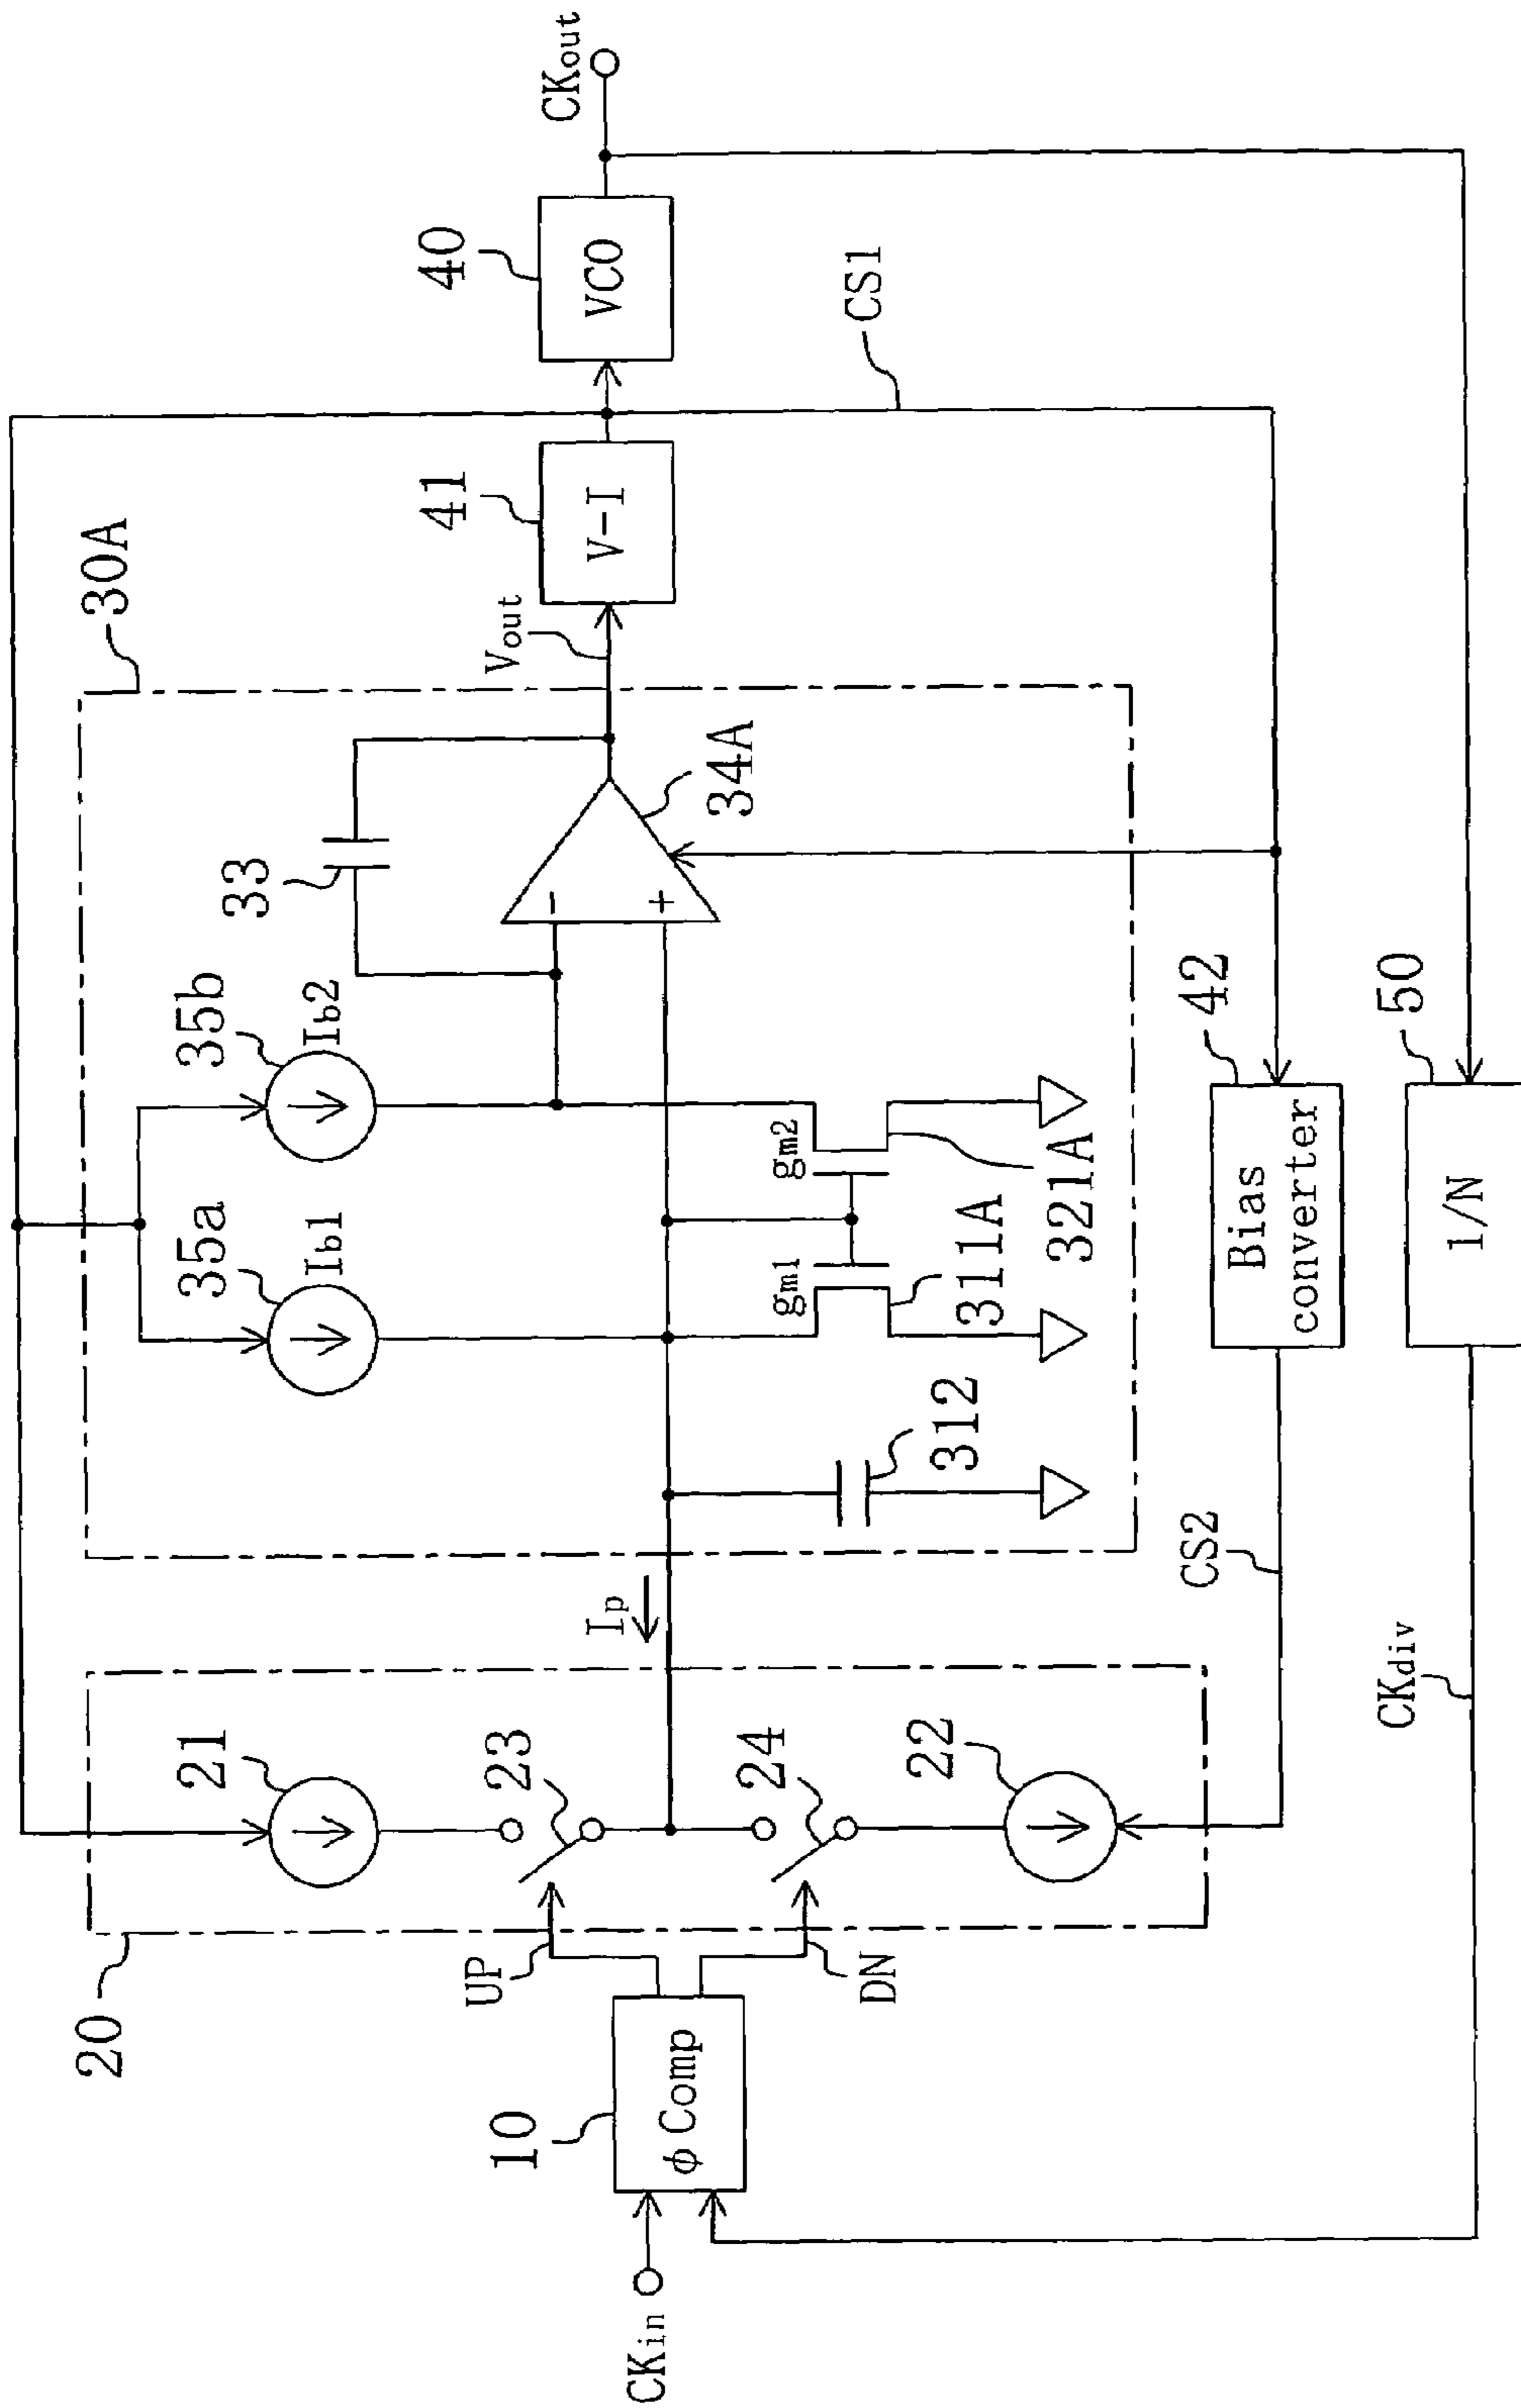 20
21
UP
23
10
φ Comp
CKin
DN
24
22
Ip
CS2
CKdiv
30A
35a
Ib1
35b
Ib2
33
−
+
34A
gm1
gm2
311A
321A
312
Vout
41
V-I
40
VCO
CKout
CS1
42
Bias
converter
50
1/N